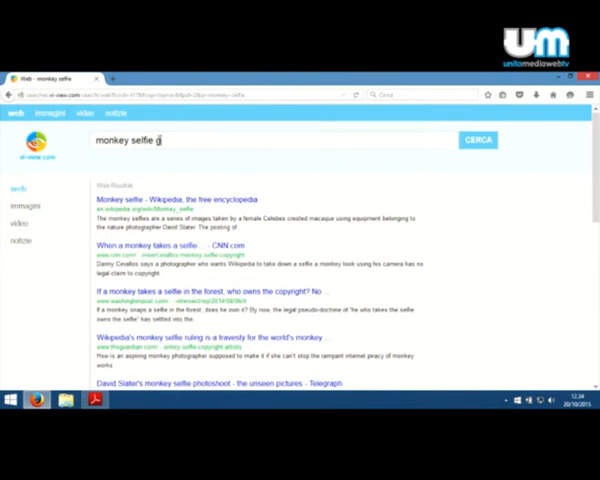 um
unitomediawebtv
Web - monkey selfie
Cerca
web immagini video notizie
monkey selfie g
CERCA
vi-view.com
Web Risultati
web
immagini
video
notizie
Monkey selfie - Wikipedia, the free encyclopedia
en.wikipedia.org/wiki/Monkey_selfie
The monkey selfies are a series of images taken by a female Celebes crested macaque using equipment belonging to
the nature photographer David Slater. The posting of
When a monkey takes a selfie... - CNN.com
www.cnn.com/
Danny Cevallos says a photographer who wants Wikipedia to take down a selfie a monkey took using his camera has no
legal claim to copyright
If a monkey takes a selfie in the forest, who owns the copyright? No ...
www.washingtonpost.com/
If a monkey snaps a selfie in the forest, does he own it? By now, the legal pseudo-doctrine of "he who takes the selfie
owns the selfie" has settled into the
Wikipedia's monkey selfie ruling is a travesty for the world's monkey ...
www.theguardian.com/
How is an aspiring monkey photographer supposed to make it if she can't stop the rampant internet piracy of monkey
works
David Slater's monkey selfie photoshoot - the unseen pictures - Telegraph
12.34
20/10/2015